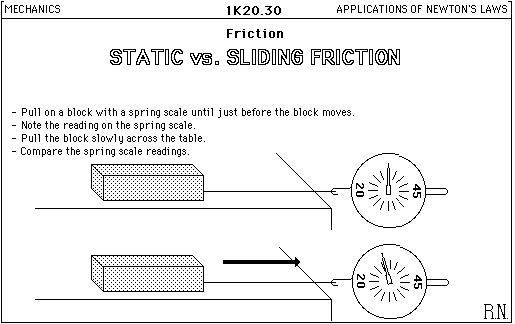 MECHANICS
1K20.30
APPLICATIONS OF NEWTON'S LAWS
Friction
STATIC vs. SLIDING FRICTION
- Pull on a block with a spring scale until just before the block moves.
- Note the reading on the spring scale.
- Pull the block slowly across the table.
- Compare the spring scale readings.
20 45
20 45
R.N.